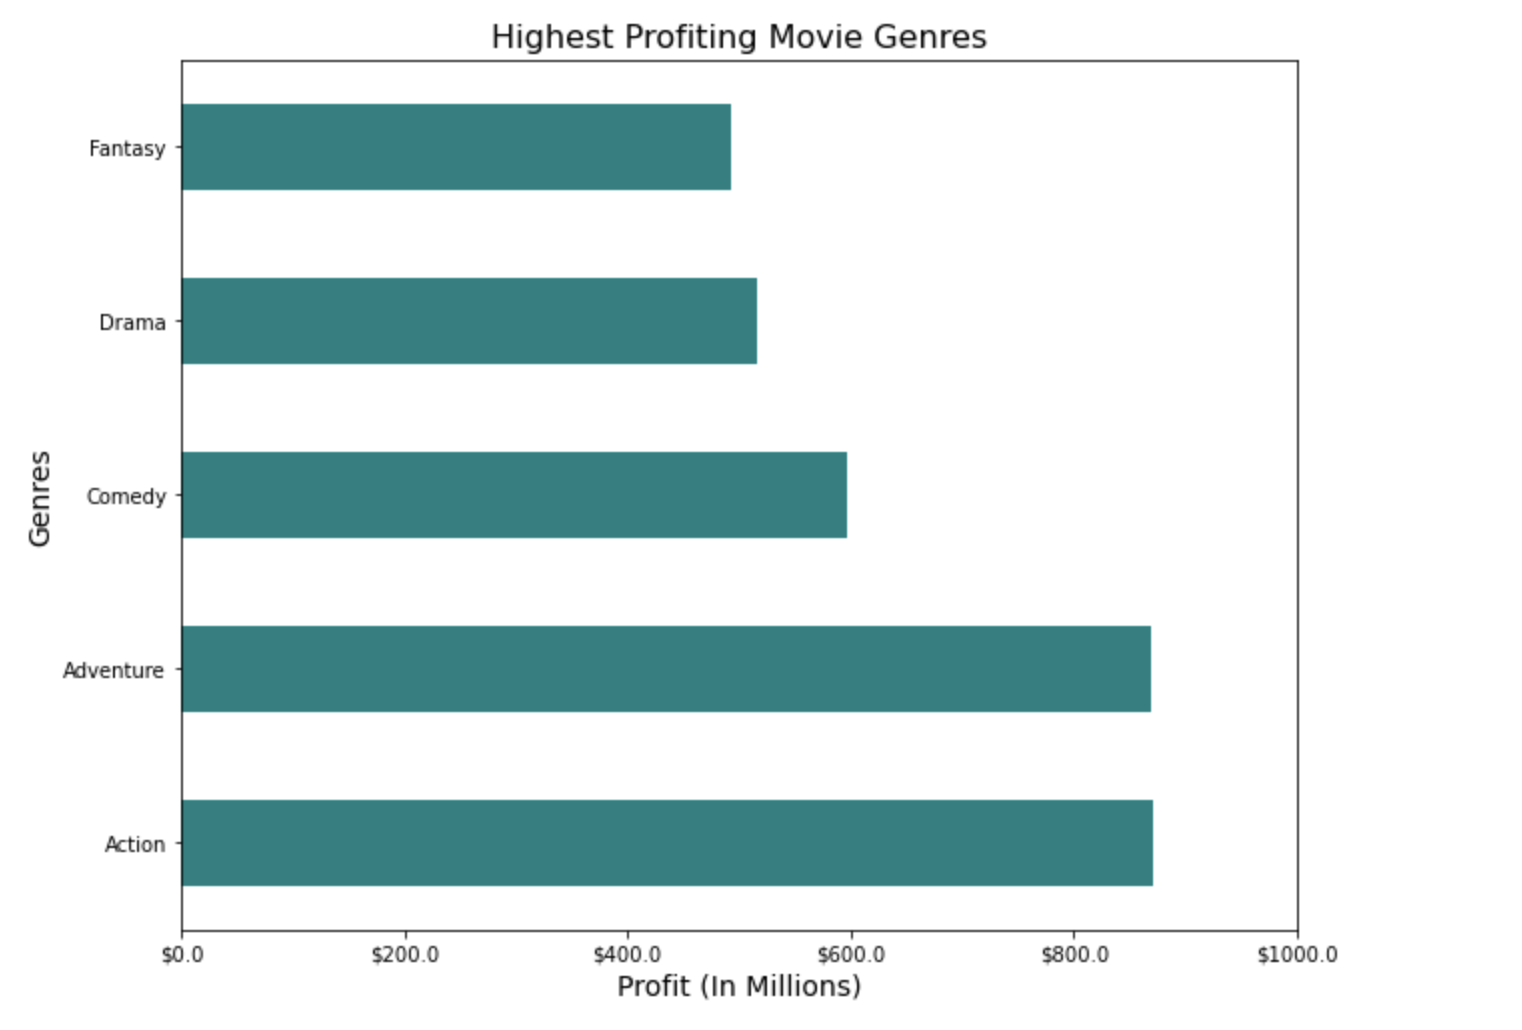 Highest Profiting Movie Genres
Genres
Fantasy
Drama
Comedy
Adventure
Action
$0.0 $200.0 $400.0 $600.0 $800.0 $1000.0
Profit (In Millions)